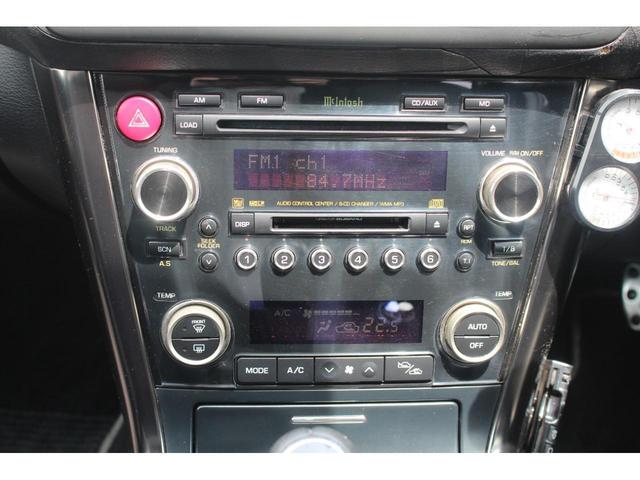 AM FM McIntosh CD/AUX MD
LOAD
TUNING
VOLUME PUSH ON/OFF
FM1 ch1
84.7MHz
AUDIO CONTROL CENTER / 6-CD CHANGER / WMA MP3
TRACK
DISP
RPT
SCN
SEEK
FOLDER
RDM
T/B
A.S
1 2 3 4 5 6
TONE/BAL
TEMP
TEMP
A/C
22.5
FRONT
AUTO
OFF
MODE A/C